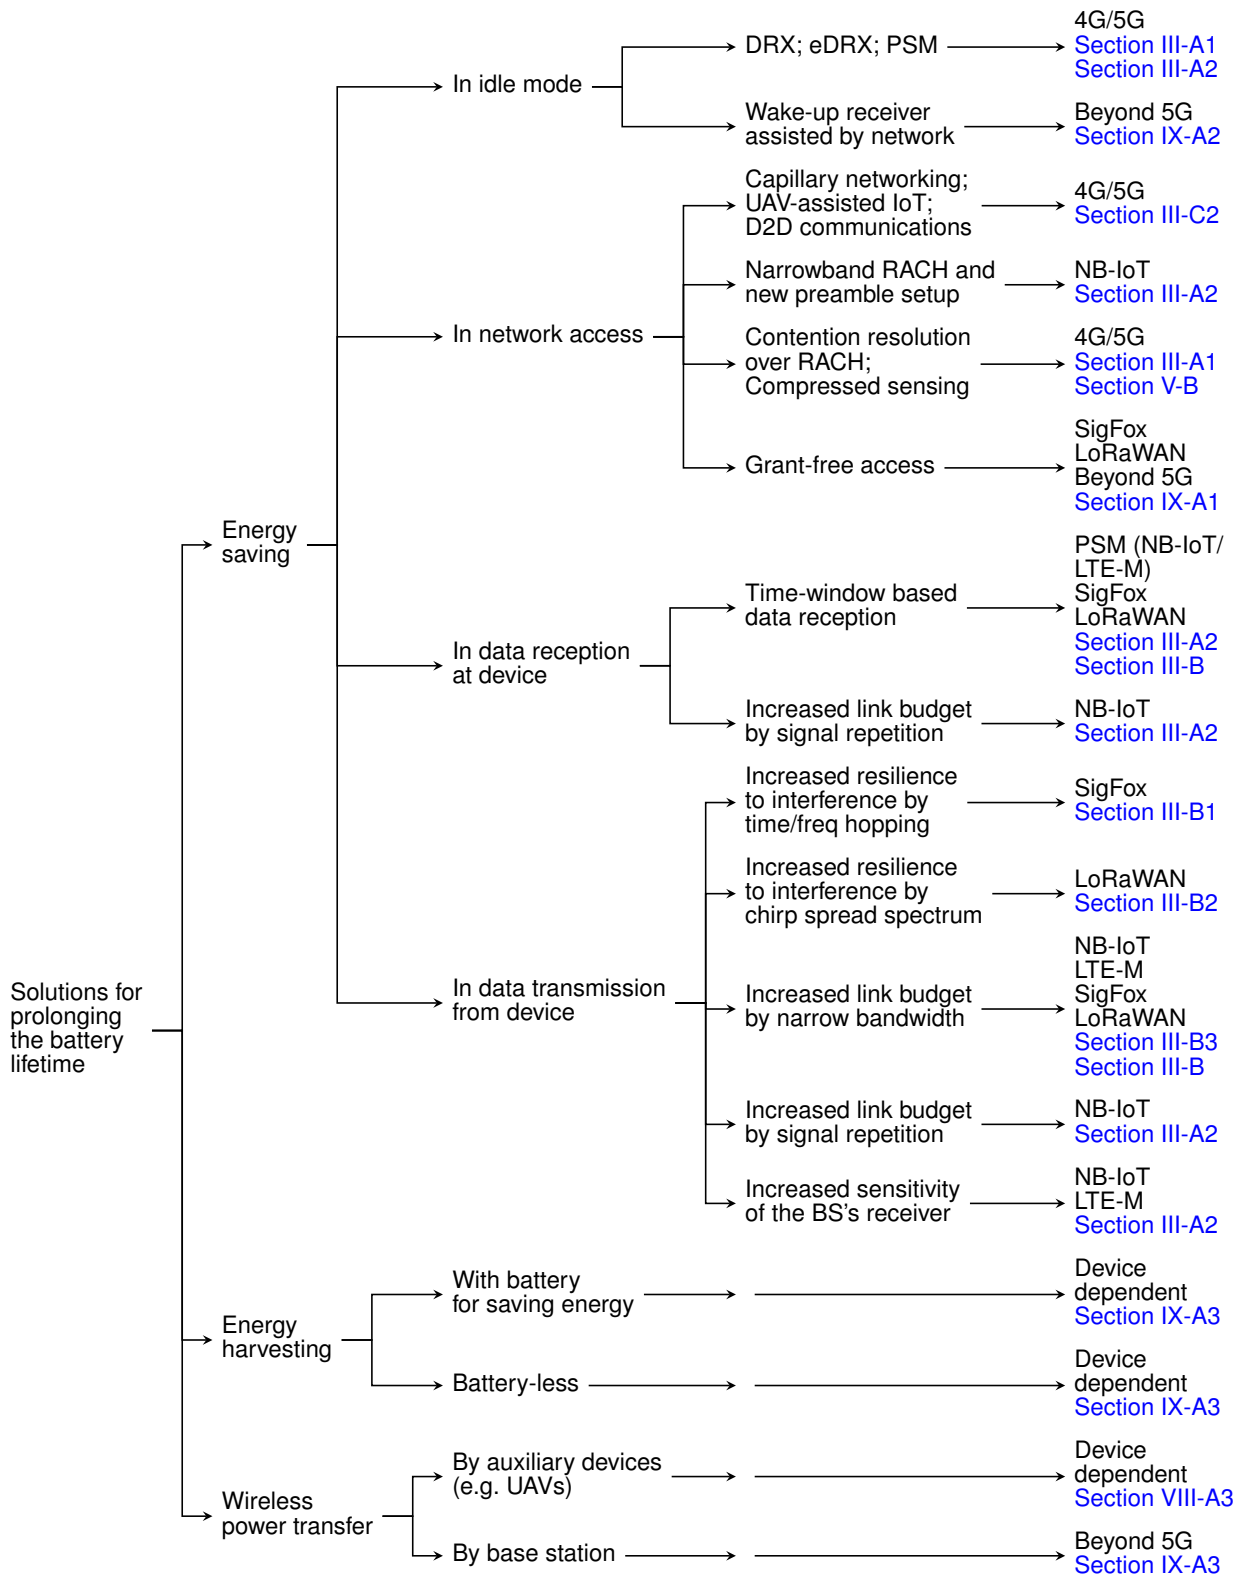 4G/5G
DRX; eDRX; PSM
Section III-A1
Section III-A2
In idle mode
Wake-up receiver
assisted by network
Beyond 5G
Section IX-A2
Capillary networking;
UAV-assisted IoT;
D2D communications
4G/5G
Section III-C2
Narrowband RACH and
new preamble setup
NB-IoT
Section III-A2
In network access
Contention resolution
over RACH;
Compressed sensing
4G/5G
Section III-A1
Section V-B
Grant-free access
SigFox
LoRaWAN
Beyond 5G
Section IX-A1
Energy
saving
Time-window based
data reception
PSM (NB-IoT/
LTE-M)
SigFox
LoRaWAN
Section III-A2
Section III-B
In data reception
at device
Increased link budget
by signal repetition
NB-IoT
Section III-A2
Increased resilience
to interference by
time/freq hopping
SigFox
Section III-B1
Increased resilience
to interference by
chirp spread spectrum
LoRaWAN
Section III-B2
In data transmission
from device
Increased link budget
by narrow bandwidth
NB-IoT
LTE-M
SigFox
LoRaWAN
Section III-B3
Section III-B
Solutions for
prolonging
the battery
lifetime
Increased link budget
by signal repetition
NB-IoT
Section III-A2
Increased sensitivity
of the BS's receiver
NB-IoT
LTE-M
Section III-A2
With battery
for saving energy
Device
dependent
Section IX-A3
Energy
harvesting
Battery-less
Device
dependent
Section IX-A3
By auxiliary devices
(e.g. UAVs)
Device
dependent
Section VIII-A3
Wireless
power transfer
By base station
Beyond 5G
Section IX-A3